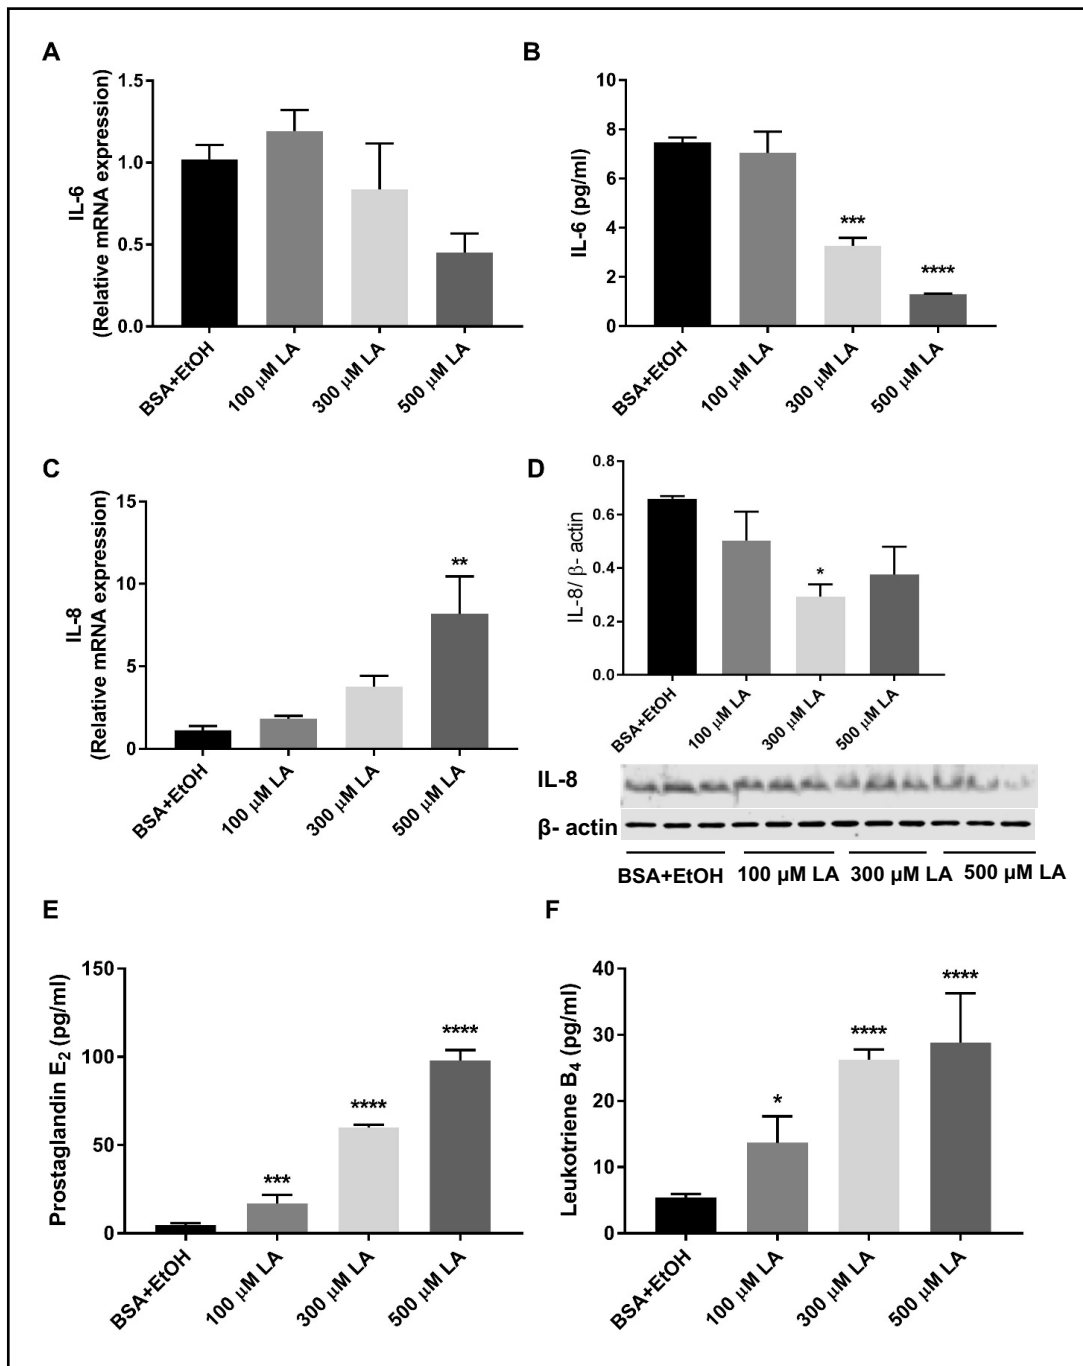 A
IL-6
(Relative mRNA expression)
1.5
1.0
0.5
0.0
BSA+EtOH
100 µM LA
300 µM LA
500 µM LA
B
IL-6 (pg/ml)
10
8
6
4
2
0
***
****
BSA+EtOH
100 µM LA
300 µM LA
500 µM LA
C
IL-8
(Relative mRNA expression)
15
10
5
0
**
BSA+EtOH
100 µM LA
300 µM LA
500 µM LA
D
IL-8/ β- actin
0.8
0.6
0.4
0.2
0.0
*
BSA+EtOH
100 µM LA
300 µM LA
500 µM LA
IL-8
β- actin
BSA+EtOH 100 µM LA 300 µM LA 500 µM LA
E
Prostaglandin E₂ (pg/ml)
150
100
50
0
***
****
****
BSA+EtOH
100 µM LA
300 µM LA
500 µM LA
F
Leukotriene B₄ (pg/ml)
40
30
20
10
0
*
****
****
BSA+EtOH
100 µM LA
300 µM LA
500 µM LA